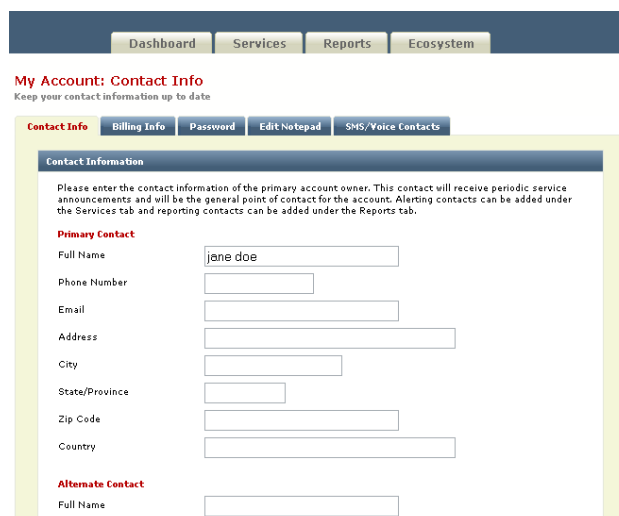 Dashboard Services Reports Ecosystem
My Account: Contact Info
Keep your contact information up to date
Contact Info Billing Info Password Edit Notepad SMS/Voice Contacts
Contact Information
Please enter the contact information of the primary account owner. This contact will receive periodic service
announcements and will be the general point of contact for the account. Alerting contacts can be added under
the Services tab and reporting contacts can be added under the Reports tab.
Primary Contact
Full Name jane doe
Phone Number
Email
Address
City
State/Province
Zip Code
Country
Alternate Contact
Full Name